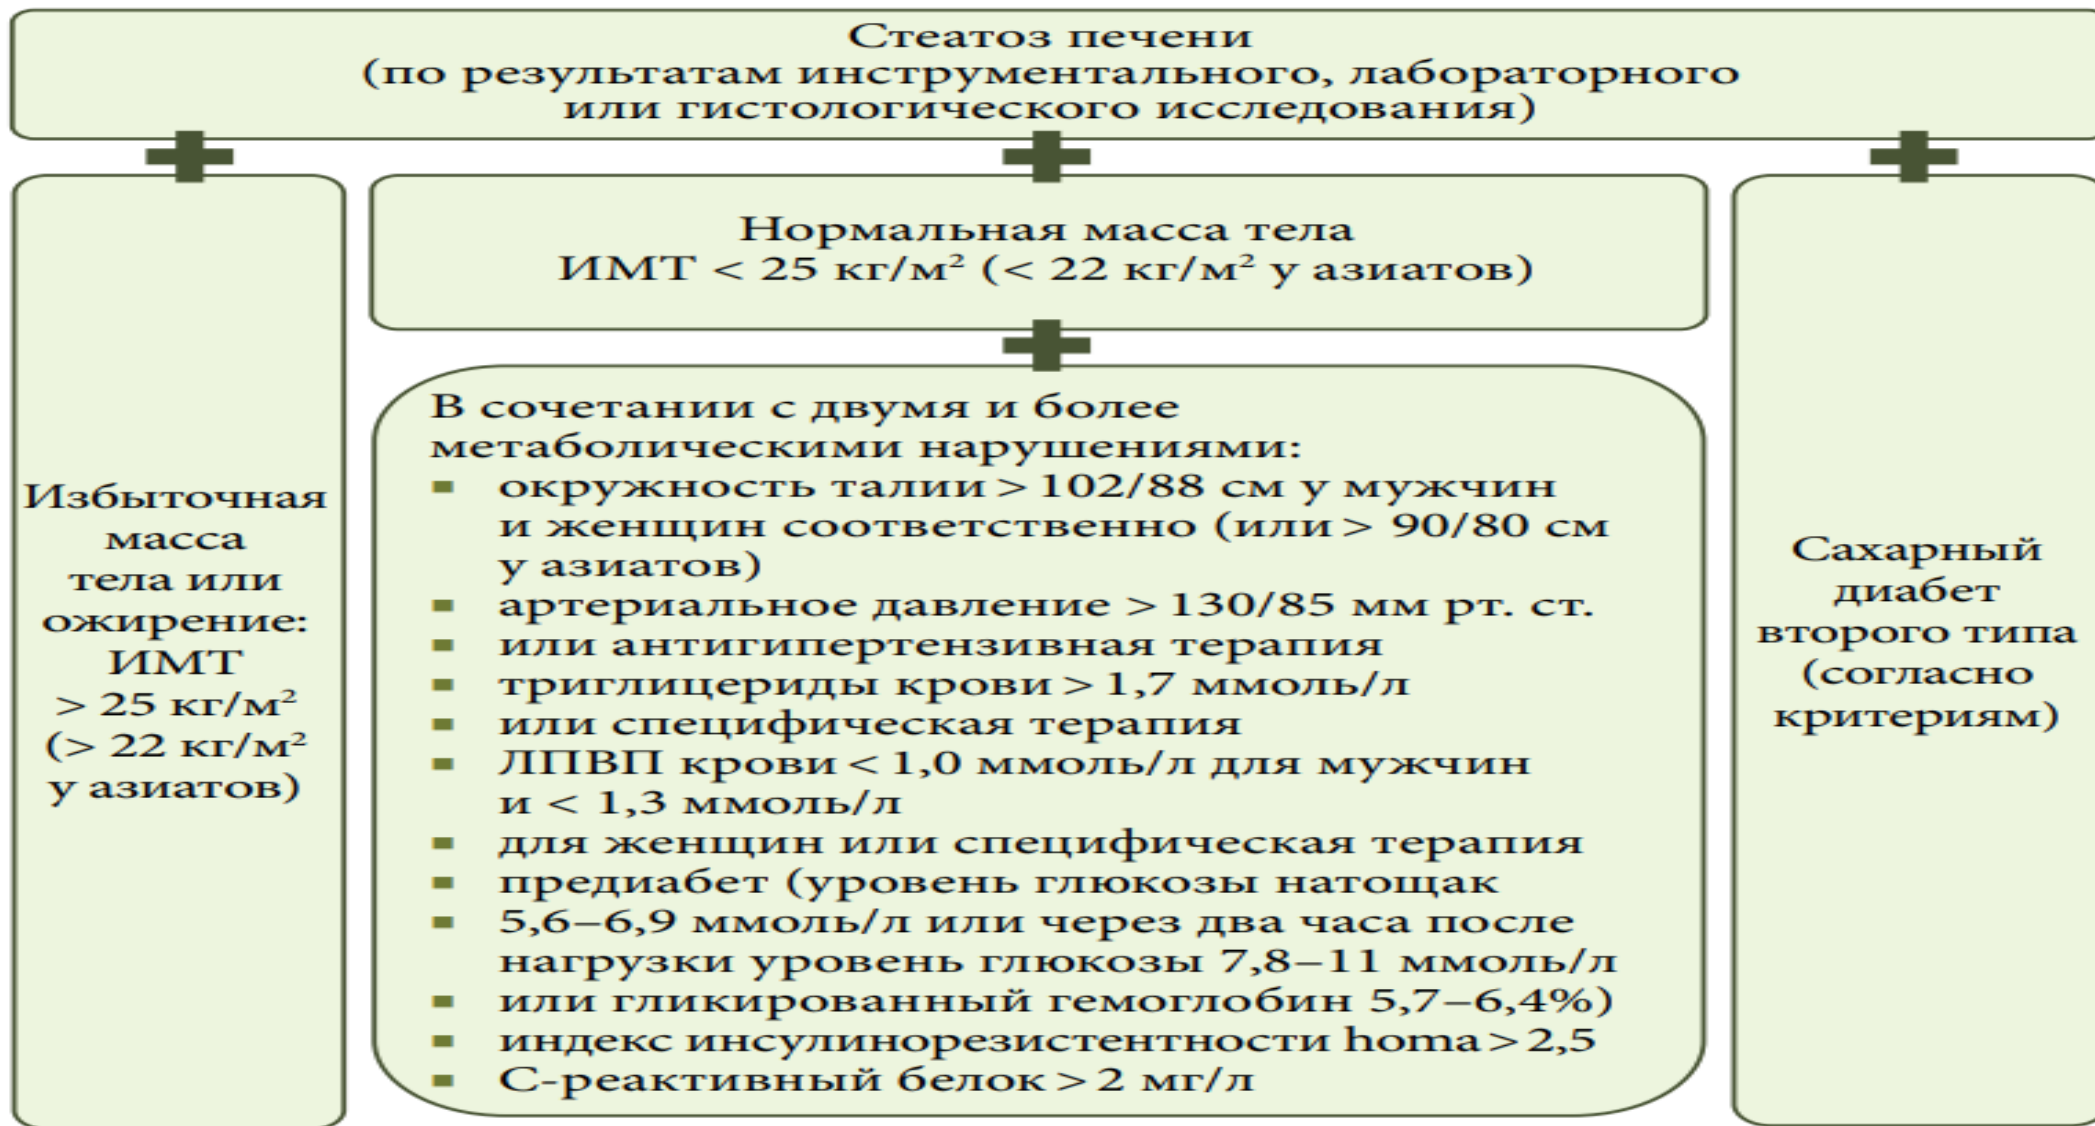 Стеатоз печени
(по результатам инструментального, лабораторного
или гистологического исследования)
Избыточная
масса
тела или
ожирение:
ИМТ
> 25 кг/м²
(> 22 кг/м²
у азиатов)
Нормальная масса тела
ИМТ < 25 кг/м² (< 22 кг/м² у азиатов)
В сочетании с двумя и более
метаболическими нарушениями:
▪ окружность талии > 102/88 см у мужчин
и женщин соответственно (или > 90/80 см
у азиатов)
▪ артериальное давление > 130/85 мм рт. ст.
▪ или антигипертензивная терапия
▪ триглицериды крови > 1,7 ммоль/л
▪ или специфическая терапия
▪ ЛПВП крови < 1,0 ммоль/л для мужчин
и < 1,3 ммоль/л
▪ для женщин или специфическая терапия
▪ предиабет (уровень глюкозы натощак
▪ 5,6–6,9 ммоль/л или через два часа после
нагрузки уровень глюкозы 7,8–11 ммоль/л
▪ или гликированный гемоглобин 5,7–6,4%)
▪ индекс инсулинорезистентности homa > 2,5
▪ С-реактивный белок > 2 мг/л
Сахарный
диабет
второго типа
(согласно
критериям)